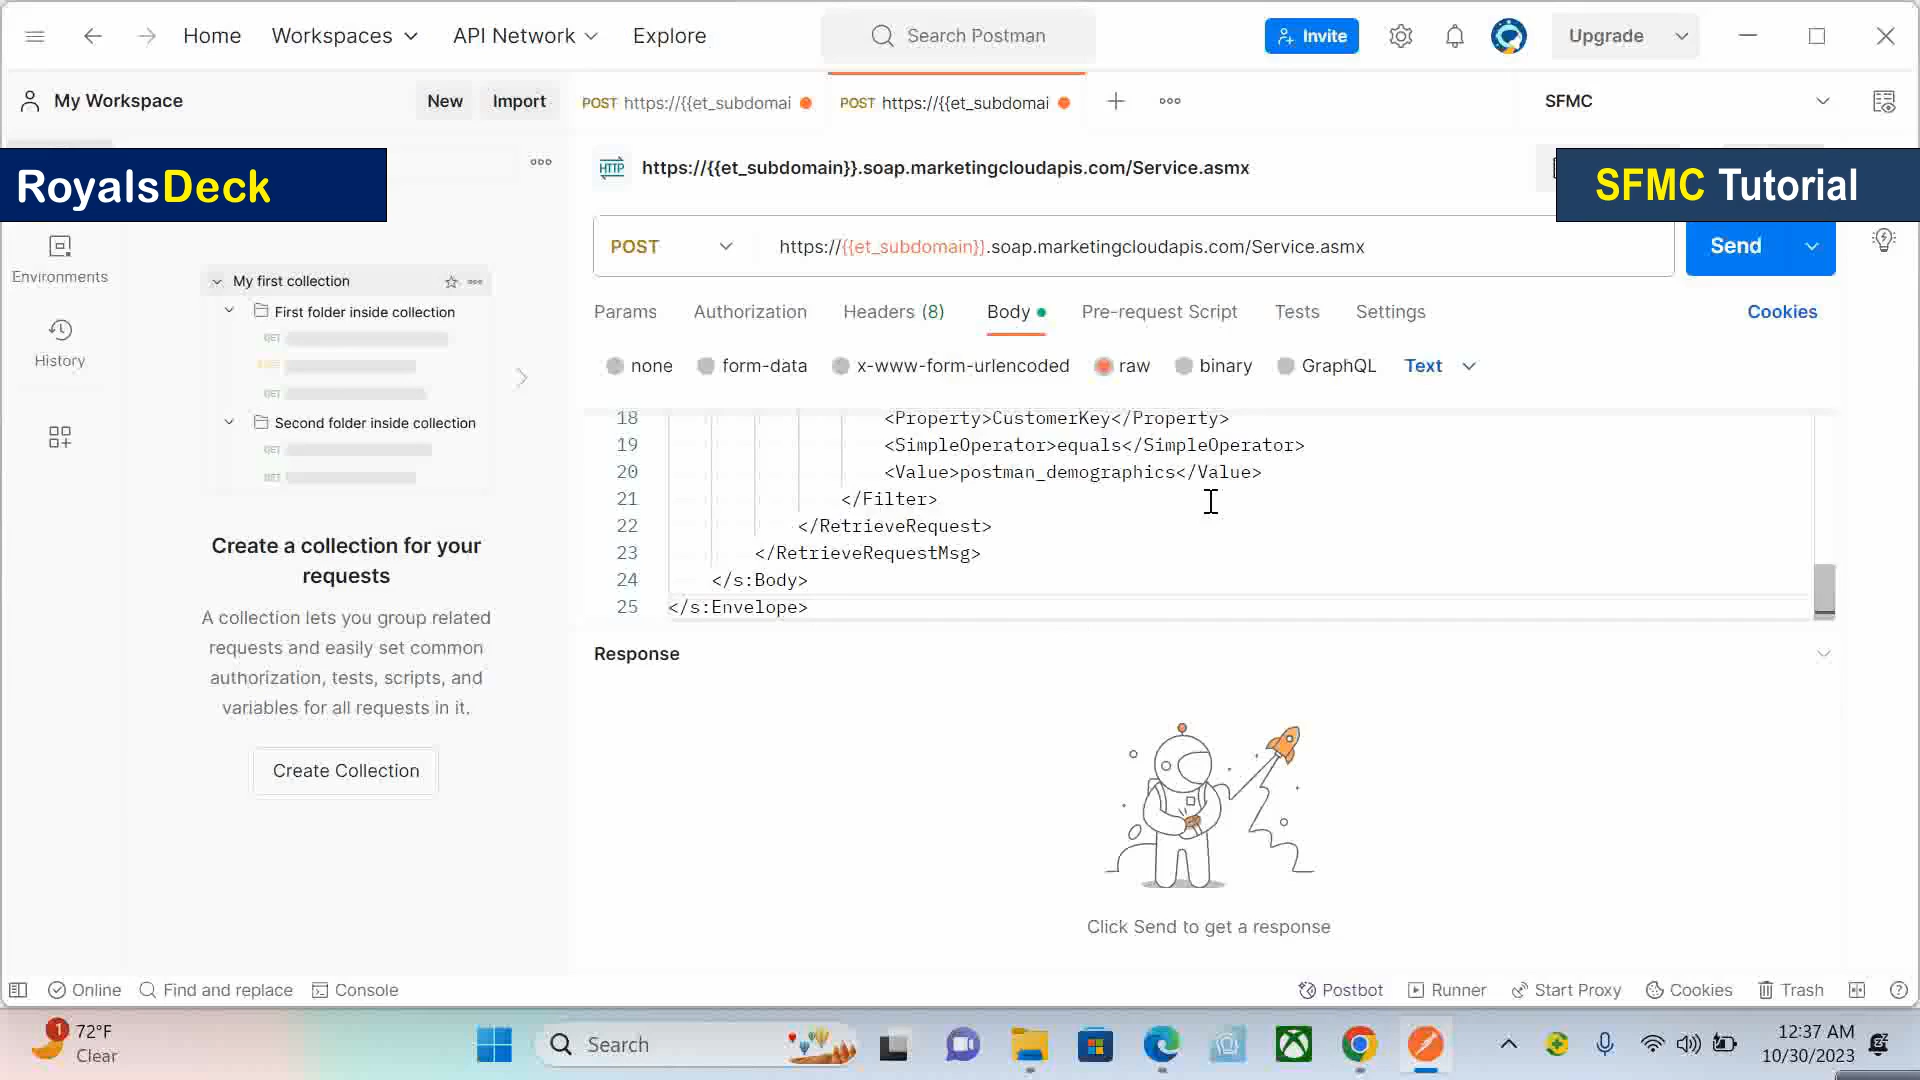 Home
Workspaces
API Network
Explore
Search Postman
Invite
Upgrade
My Workspace
New
Import
POST https://{{et_subdomai
POST https://{{et_subdomai
SFMC
RoyalsDeck
HTTP
https://{{et_subdomain}}.soap.marketingcloudapis.com/Service.asmx
SFMC Tutorial
POST
https://{{et_subdomain}}.soap.marketingcloudapis.com/Service.asmx
Send
Environments
History
My first collection
First folder inside collection
GET
GET
Second folder inside collection
GET
GET
Create a collection for your
requests
A collection lets you group related
requests and easily set common
authorization, tests, scripts, and
variables for all requests in it.
Create Collection
Params
Authorization
Headers (8)
Body
Pre-request Script
Tests
Settings
Cookies
none
form-data
x-www-form-urlencoded
raw
binary
GraphQL
Text
18 <Property>CustomerKey</Property>
19 <SimpleOperator>equals</SimpleOperator>
20 <Value>postman_demographics</Value>
21 </Filter>
22 </RetrieveRequest>
23 </RetrieveRequestMsg>
24 </s:Body>
25 </s:Envelope>
Response
Click Send to get a response
Online
Find and replace
Console
Postbot
Runner
Start Proxy
Cookies
Trash
1
72°F
Clear
Search
12:37 AM
10/30/2023